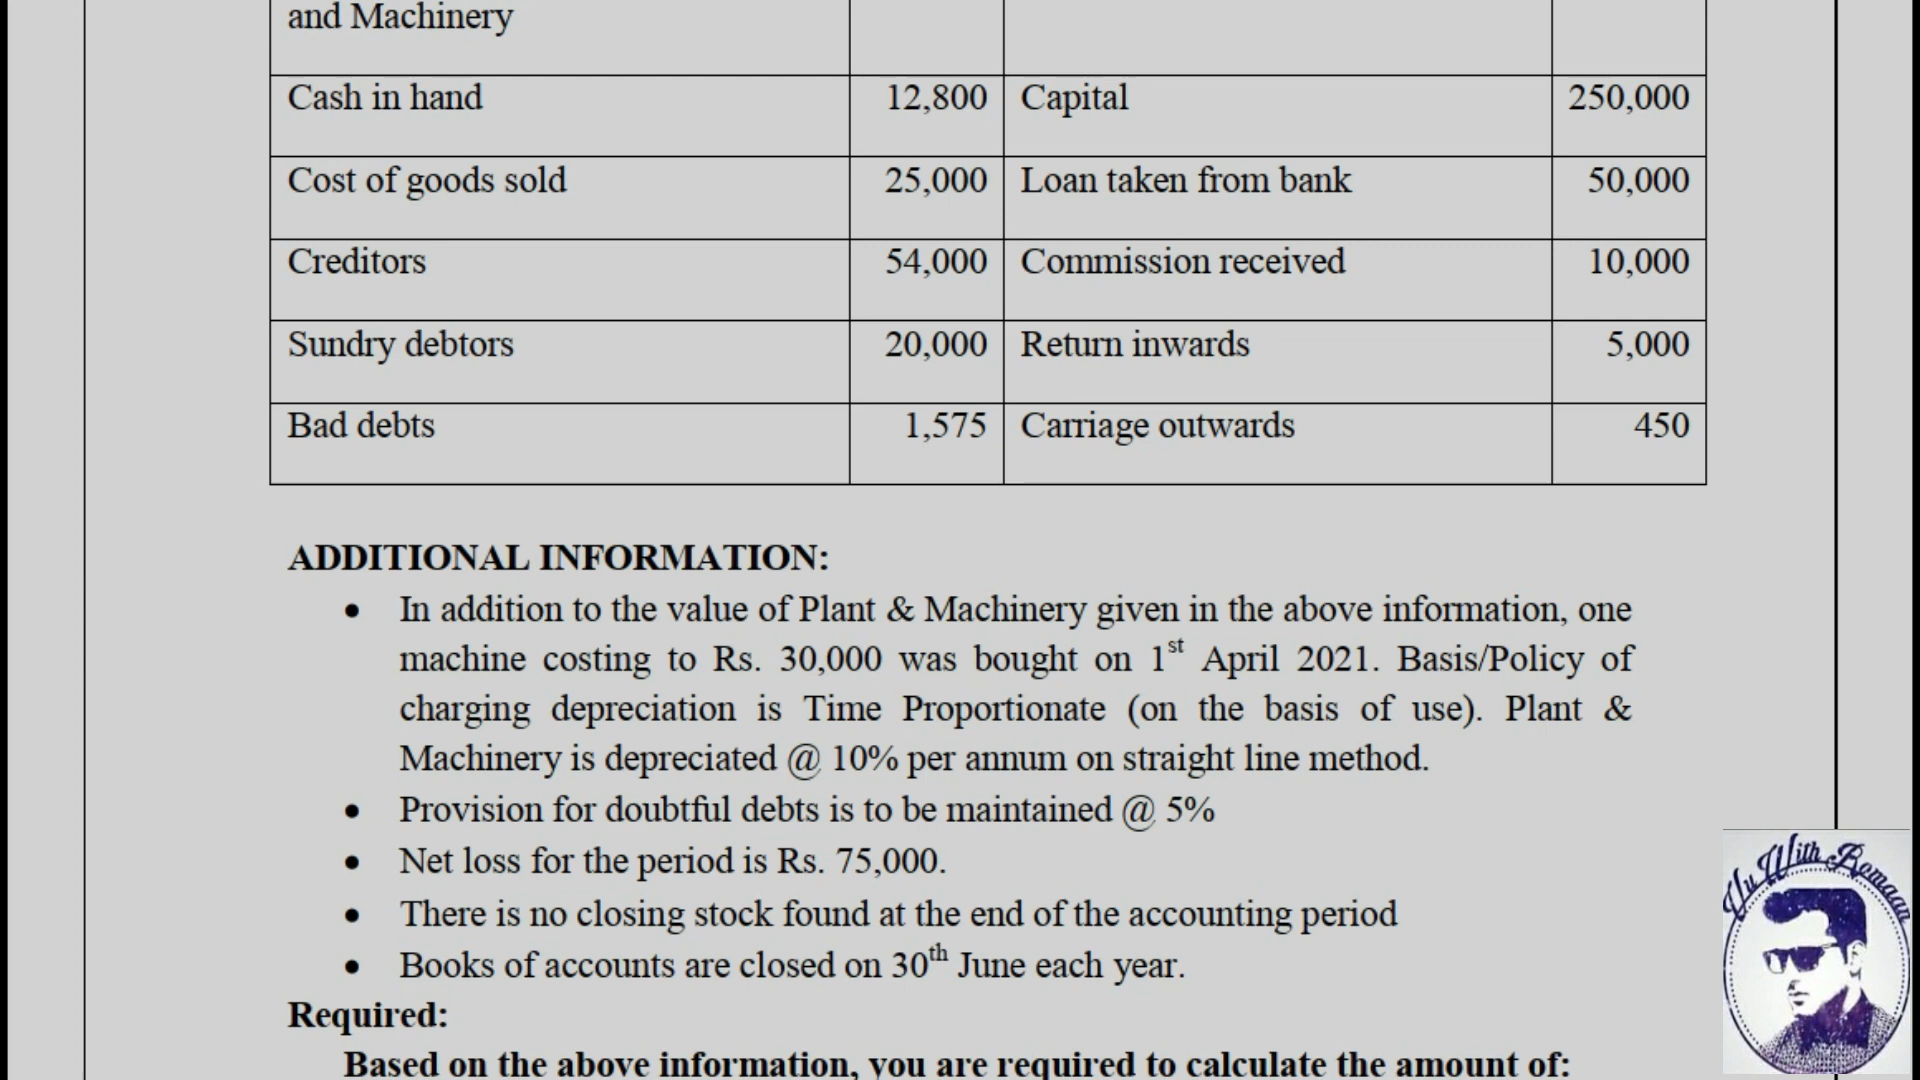 and Machinery
Cash in hand 12,800 Capital 250,000
Cost of goods sold 25,000 Loan taken from bank 50,000
Creditors 54,000 Commission received 10,000
Sundry debtors 20,000 Return inwards 5,000
Bad debts 1,575 Carriage outwards 450
ADDITIONAL INFORMATION:
• In addition to the value of Plant & Machinery given in the above information, one
machine costing to Rs. 30,000 was bought on 1st April 2021. Basis/Policy of
charging depreciation is Time Proportionate (on the basis of use). Plant &
Machinery is depreciated @ 10% per annum on straight line method.
• Provision for doubtful debts is to be maintained @ 5%
• Net loss for the period is Rs. 75,000.
• There is no closing stock found at the end of the accounting period
• Books of accounts are closed on 30th June each year.
Required:
Based on the above information, you are required to calculate the amount of:
With Romaan